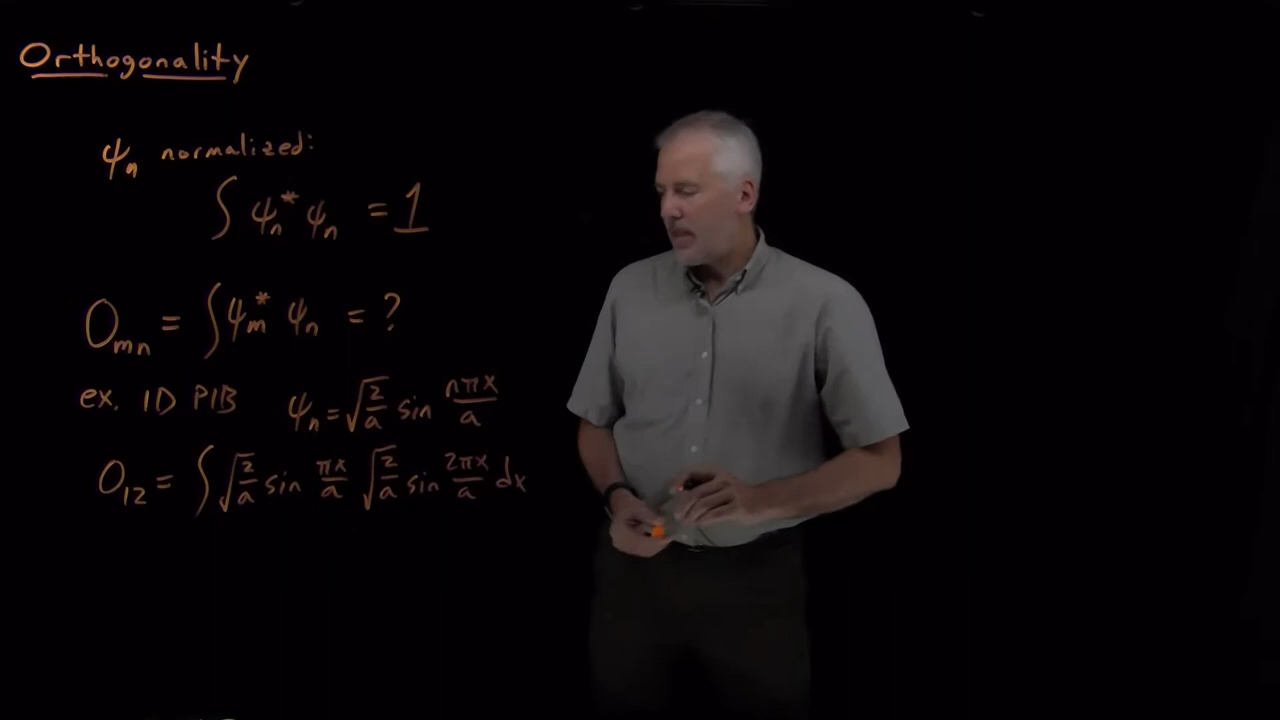 Orthogonality
ψₙ normalized:
∫ ψₙ* ψₙ = 1
Oₘₙ = ∫ψₘ* ψₙ = ?
ex. 1D PIB ψₙ = √(2/a) sin nπx/a
O₁₂ = ∫ √(2/a) sin πx/a √(2/a) sin 2πx/a dx